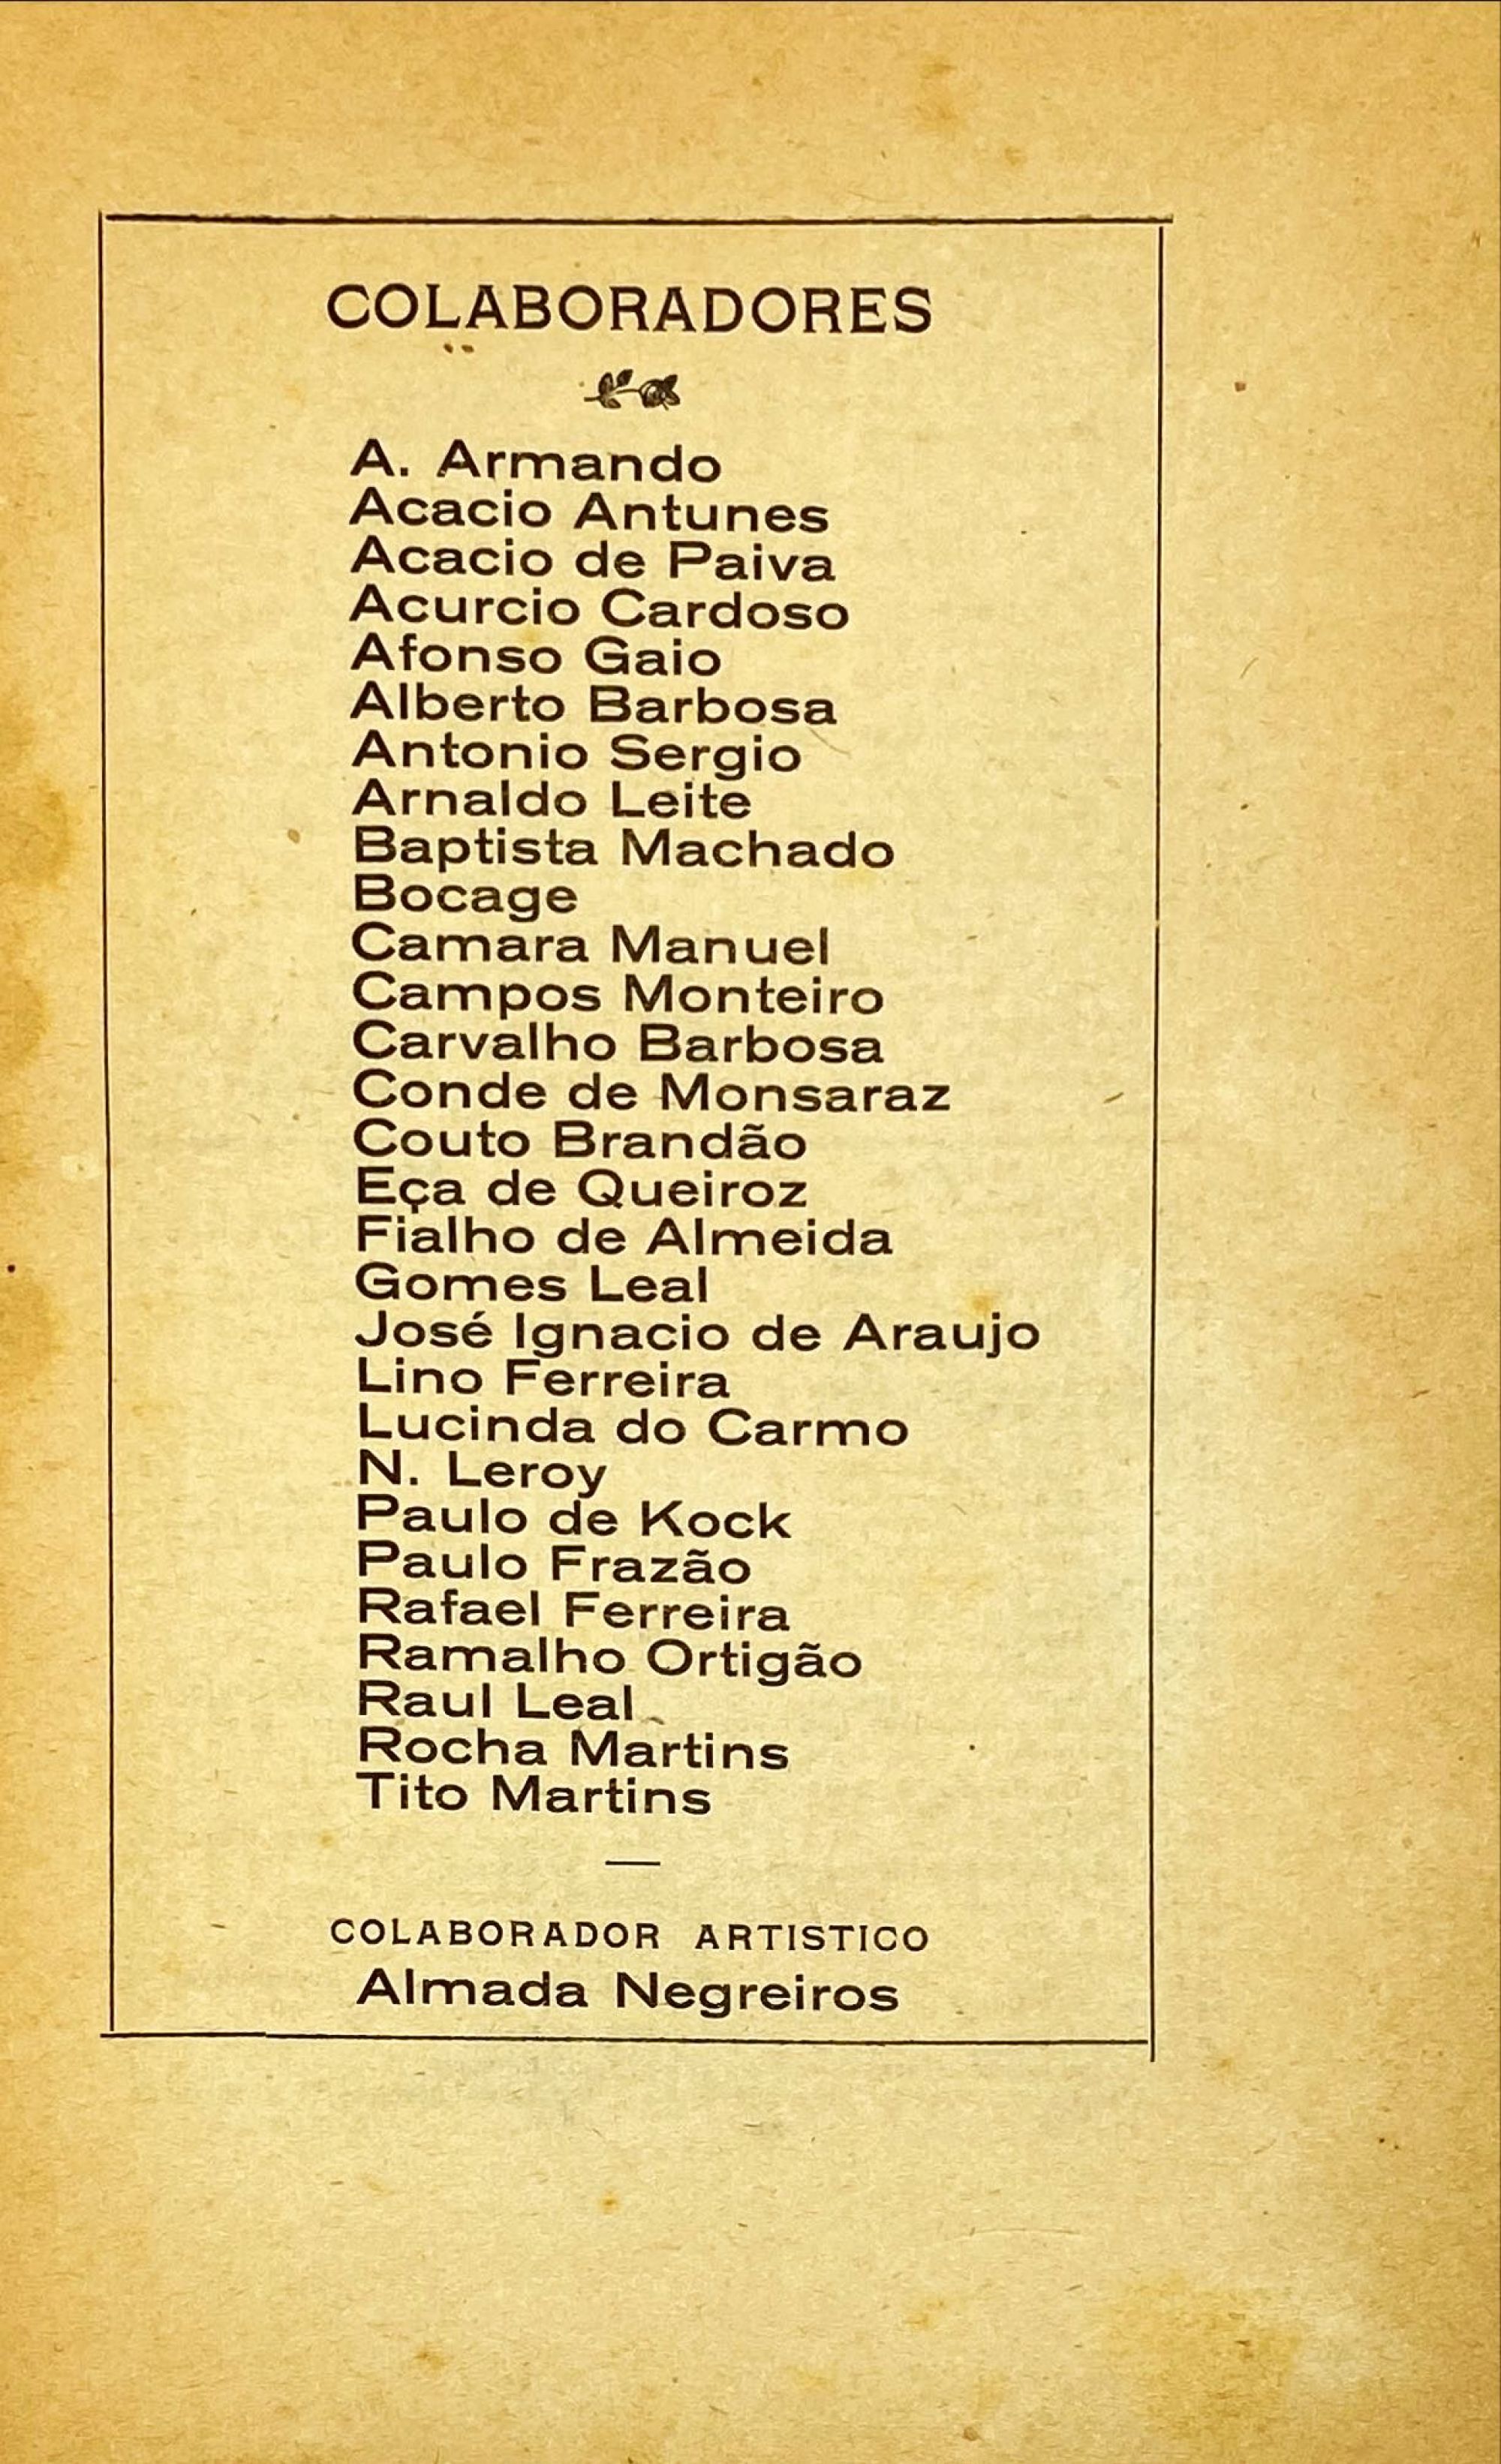 COLABORADORES
A. Armando
Acacio Antunes
Acacio de Paiva
Acurcio Cardoso
Afonso Gaio
Alberto Barbosa
Antonio Sergio
Arnaldo Leite
Baptista Machado
Bocage
Camara Manuel
Campos Monteiro
Carvalho Barbosa
Conde de Monsaraz
Couto Brandão
Eça de Queiroz
Fialho de Almeida
Gomes Leal
José Ignacio de Araujo
Lino Ferreira
Lucinda do Carmo
N. Leroy
Paulo de Kock
Paulo Frazão
Rafael Ferreira
Ramalho Ortigão
Raul Leal
Rocha Martins
Tito Martins
COLABORADOR ARTISTICO
Almada Negreiros